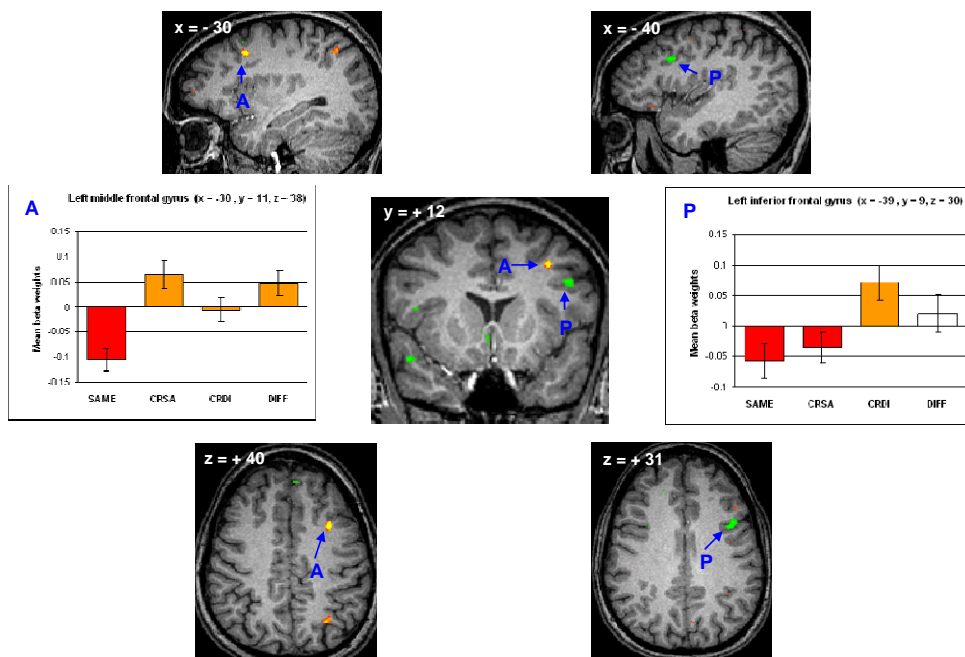 x = - 30
A
x = - 40
P
A
Left middle frontal gyrus (x = -30, y = 11, z = 38)
Mean beta weights
0.15
0.1
0.05
0
-0.05
-0.1
-0.15
SAME
CRSA
CRDI
DIFF
y = + 12
A
P
P
Left inferior frontal gyrus (x = -39, y = 9, z = 30)
Mean beta weights
0.15
0.1
0.05
1
-0.05
-0.1
SAME
CRSA
CRDI
DIFF
z = + 40
A
z = + 31
P